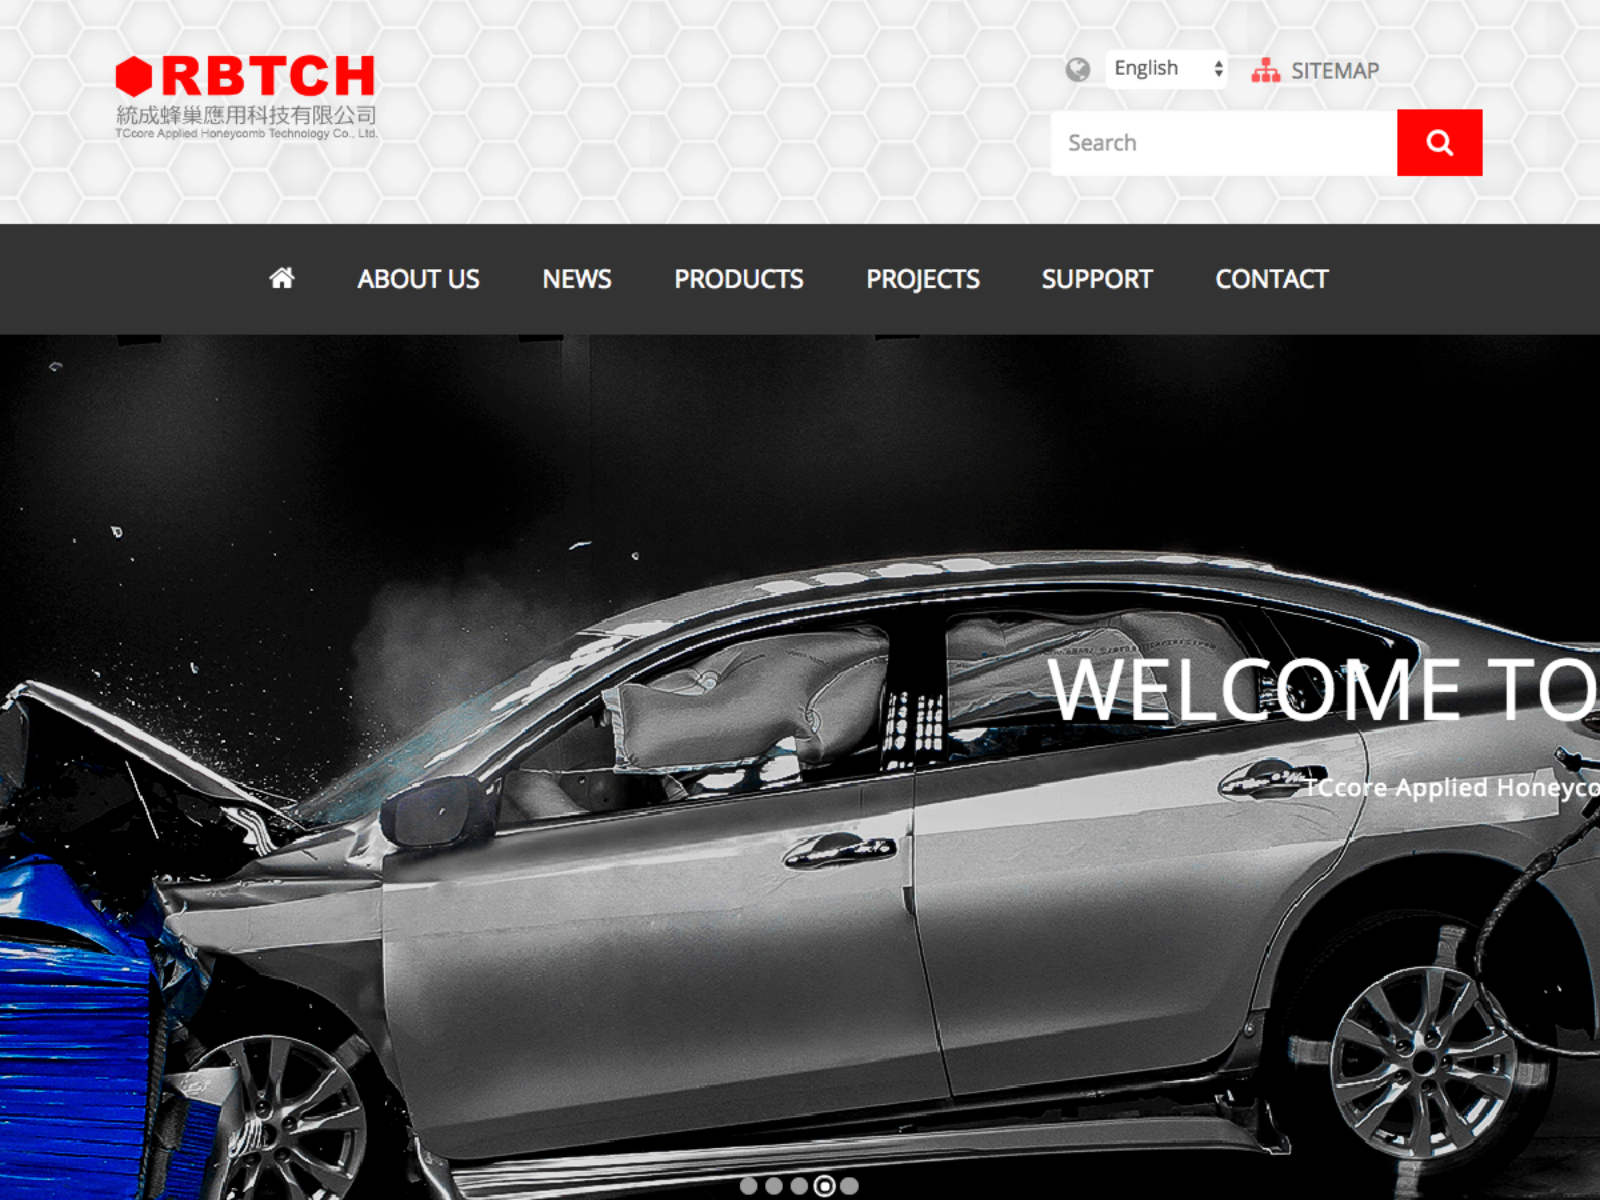 RBTCH
統成蜂巢應用科技有限公司
TCcore Applied Honeycomb Technology Co., Ltd.
English
SITEMAP
Search
ABOUT US
NEWS
PRODUCTS
PROJECTS
SUPPORT
CONTACT
WELCOME TO
TCcore Applied Honeyco